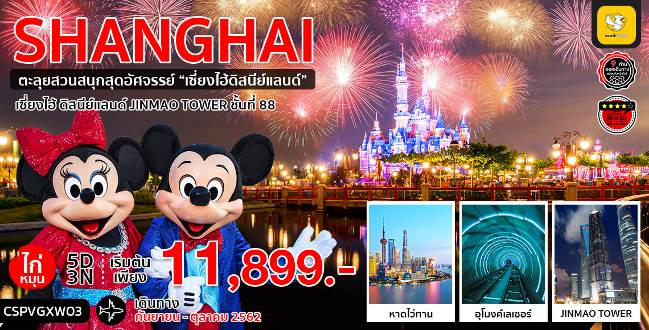 SHANGHAI
ตะลุยสวนสนุกสุดอัศจรรย์ “เซี่ยงไฮ้ดิสนีย์แลนด์”
เซี่ยงไฮ้ ดิสนีย์แลนด์ JINMAO TOWER ชั้นที่ 88
ไก่
หมุน
5D
3N
เริ่มต้น
เพียง
11,899.-
CSPVGXW03
เดินทาง
กันยายน - ตุลาคม 2562
หาดไว่ทาน
อุโมงค์เลเซอร์
JINMAO TOWER